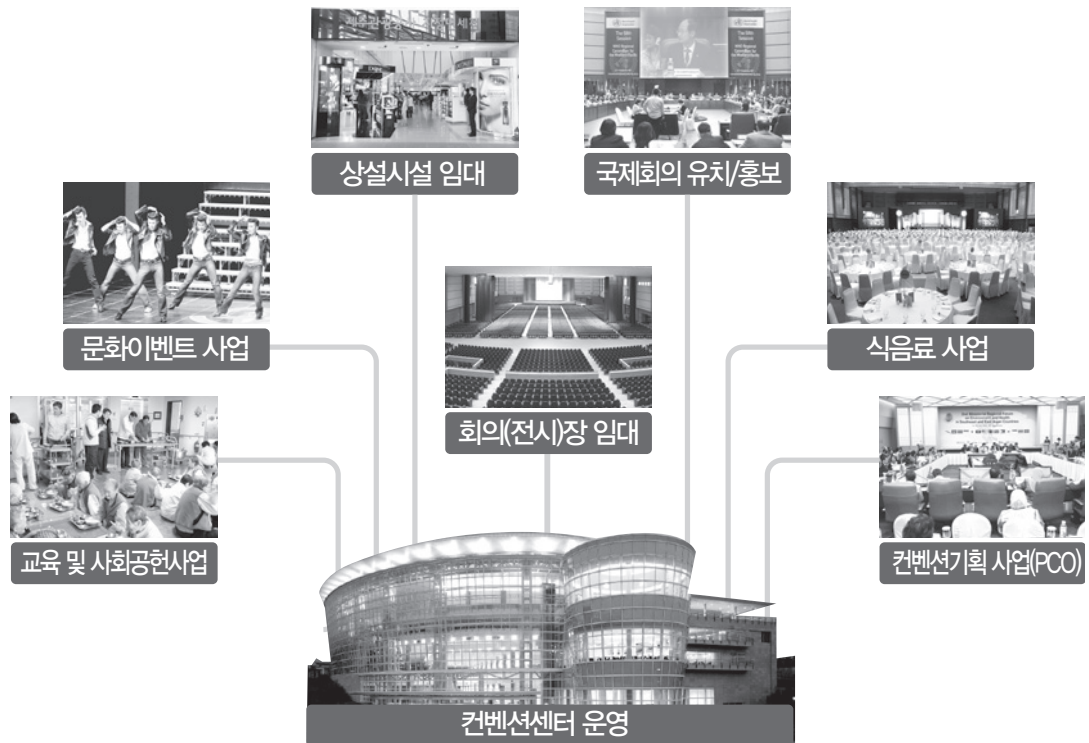 상설시설 임대
국제회의 유치/홍보
문화이벤트 사업
식음료 사업
회의(전시)장 임대
교육 및 사회공헌사업
컨벤션기획 사업(PCO)
컨벤션센터 운영